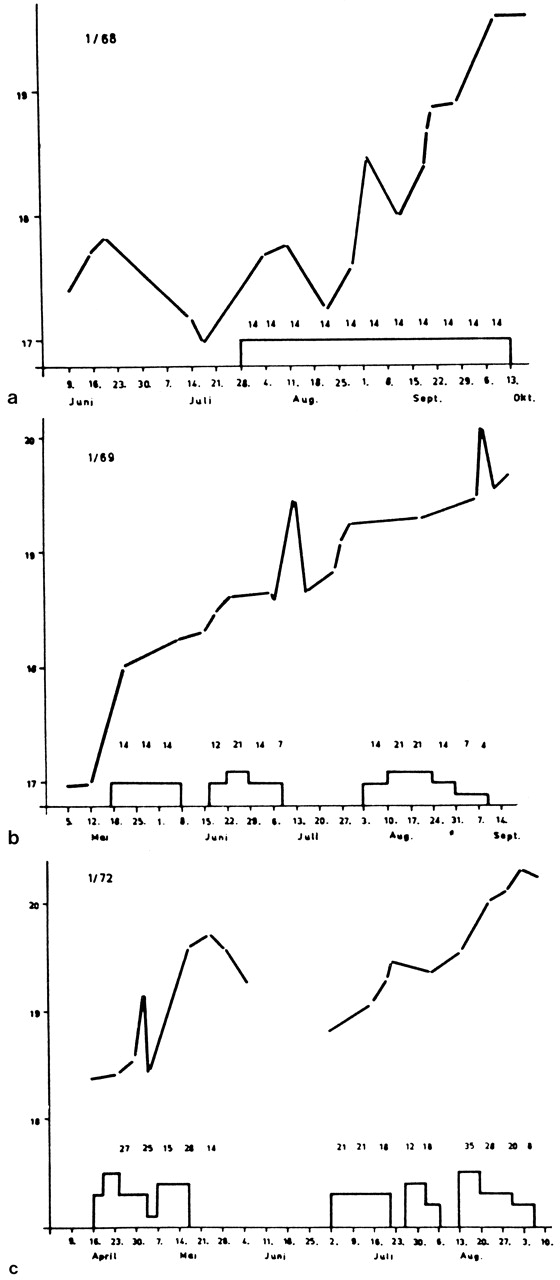 1/68
19
18
17
14 14 14 14 14 14 14 14 14 14 14
9. 16. 23. 30. 7. 14. 21. 28. 4. 11. 18. 25. 1. 8. 15. 22. 29. 6. 13.
Juni Juli Aug. Sept. Okt.
a
20
1/69
19
18
14 14 14 12 21 14 7 14 21 21 14 7 4
17
5. 12. 18. 25. 1. 8. 15. 22. 28. 6. 13. 20. 27. 3. 10. 17. 24. 31. 7. 14.
Mai Juni Juli Aug. Sept.
b
1/72
20
19
18
27 25 15 28 14 21 21 18 12 18 35 28 20 8
9. 16. 23. 30. 7. 14. 21. 28. 4. 11. 18. 25. 2. 9. 16. 23. 30. 6. 13. 20. 27. 3. 10.
April Mai Juni Juli Aug.
c